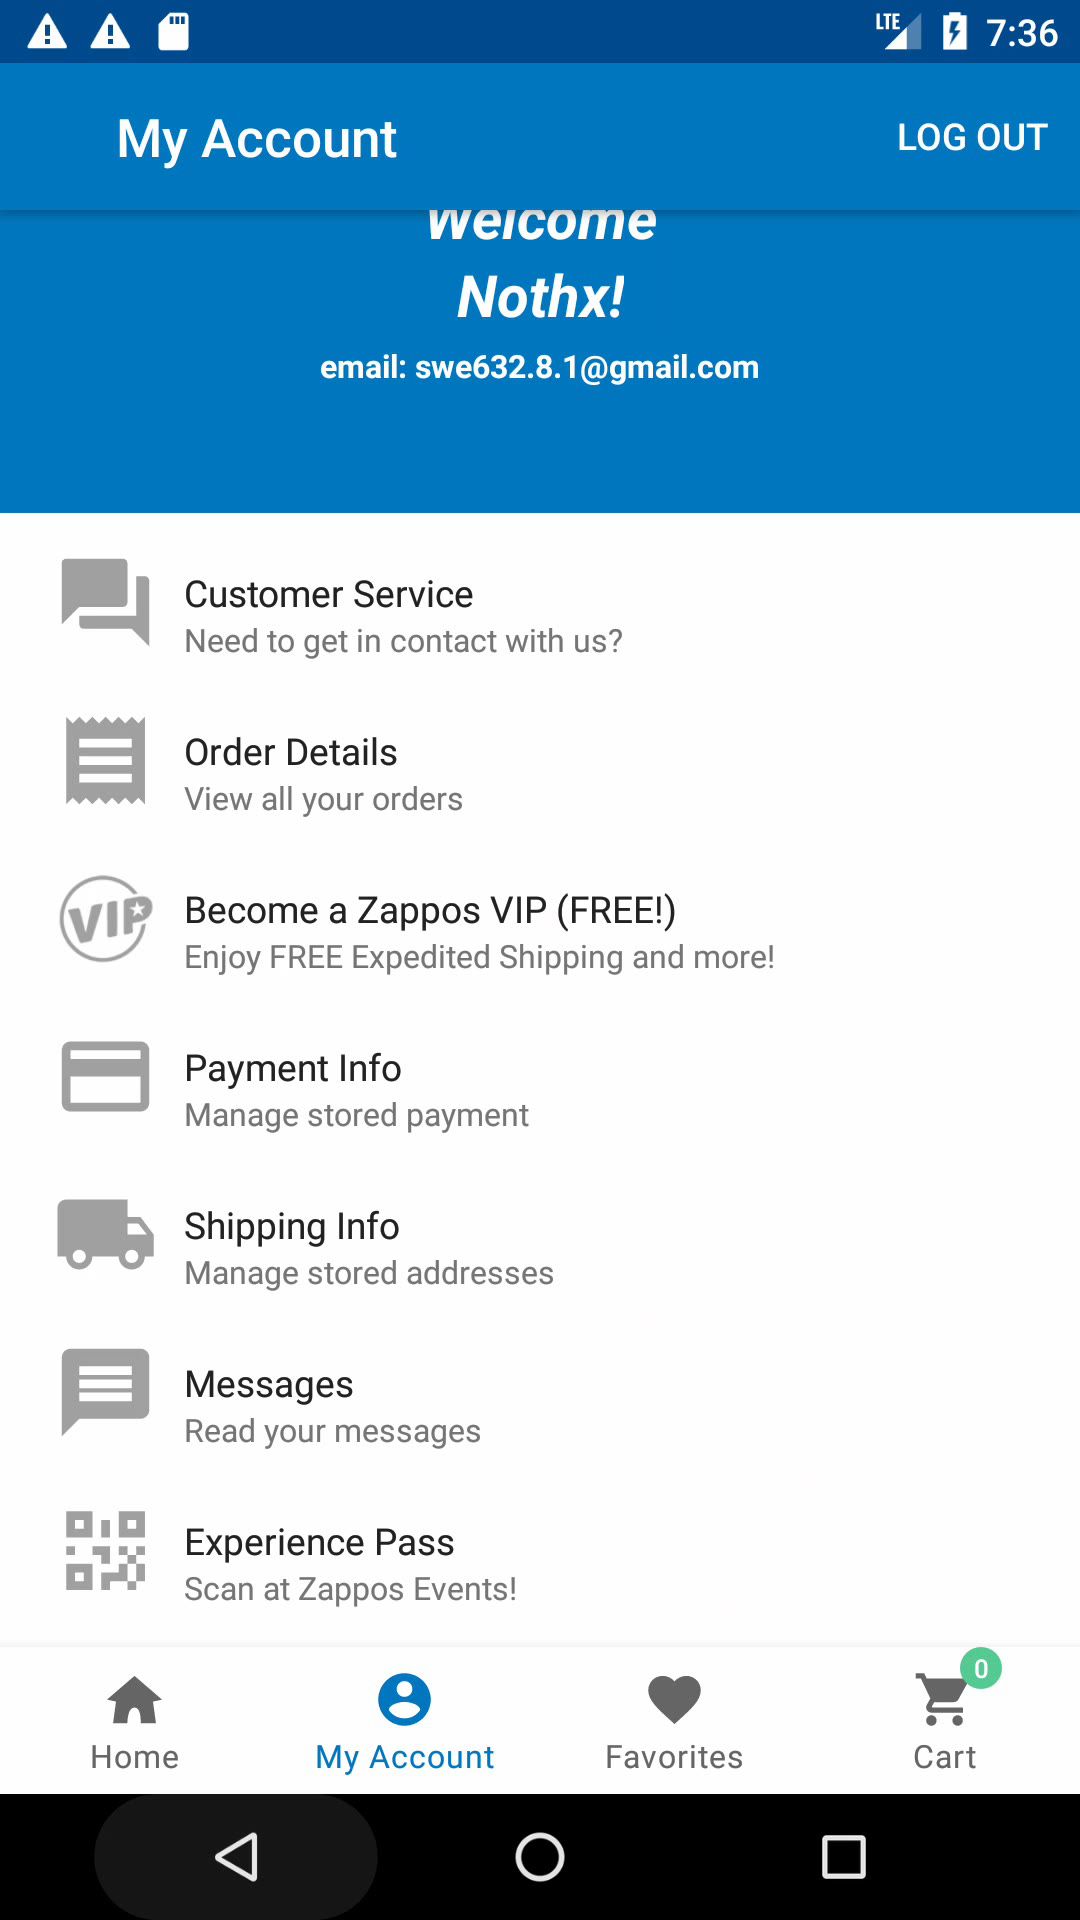 LTE 7:36
My Account LOG OUT
Welcome
Nothx!
email: swe632.8.1@gmail.com
Customer Service
Need to get in contact with us?
Order Details
View all your orders
VIP
Become a Zappos VIP (FREE!)
Enjoy FREE Expedited Shipping and more!
Payment Info
Manage stored payment
Shipping Info
Manage stored addresses
Messages
Read your messages
Experience Pass
Scan at Zappos Events!
0
Home My Account Favorites Cart